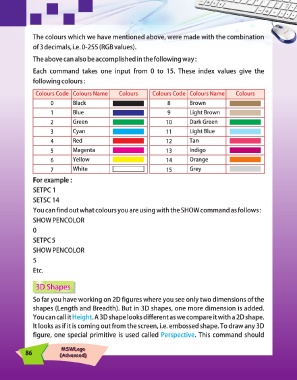 The colours which we have mentioned above, were made with the combination
of 3 decimals, i.e. 0-255 (RGB values).
The above can also be accomplished in the following way :
Each command takes one input from 0 to 15. These index values give the
following colours :
Colours Code Colours Name Colours Colours Code Colours Name Colours
0 Black 8 Brown
1 Blue 9 Light Brown
2 Green 10 Dark Green
3 Cyan 11 Light Blue
4 Red 12 Tan
5 Magenta 13 Indigo
6 Yellow 14 Orange
7 White 15 Grey
For example :
SETPC 1
SETSC 14
You can find out what colours you are using with the SHOW command as follows :
SHOW PENCOLOR
0
SETPC 5
SHOW PENCOLOR
5
Etc.
3D Shapes
So far you have working on 2D figures where you see only two dimensions of the
shapes (Length and Breadth). But in 3D shapes, one more dimension is added.
You can call it Height. A 3D shape looks different as we compare it with a 2D shape.
It looks as if it is coming out from the screen, i.e. embossed shape. To draw any 3D
figure, one special primitive is used called Perspective. This command should
86 MSWLogo
(Advanced)